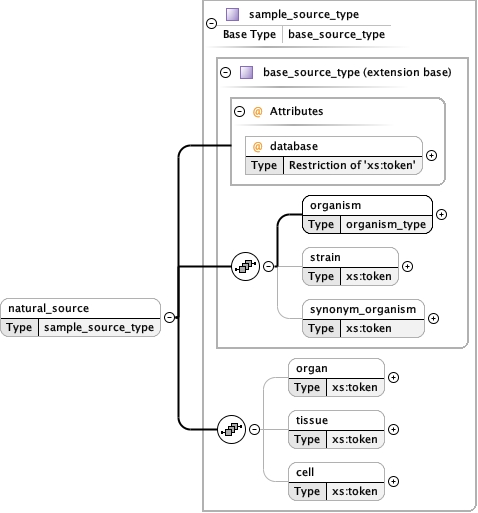 sample_source_type
Base Type base_source_type
base_source_type (extension base)
@ Attributes
@ database
Type Restriction of 'xs:token'
organism
Type organism_type
strain
Type xs:token
synonym_organism
Type xs:token
natural_source
Type sample_source_type
organ
Type xs:token
tissue
Type xs:token
cell
Type xs:token